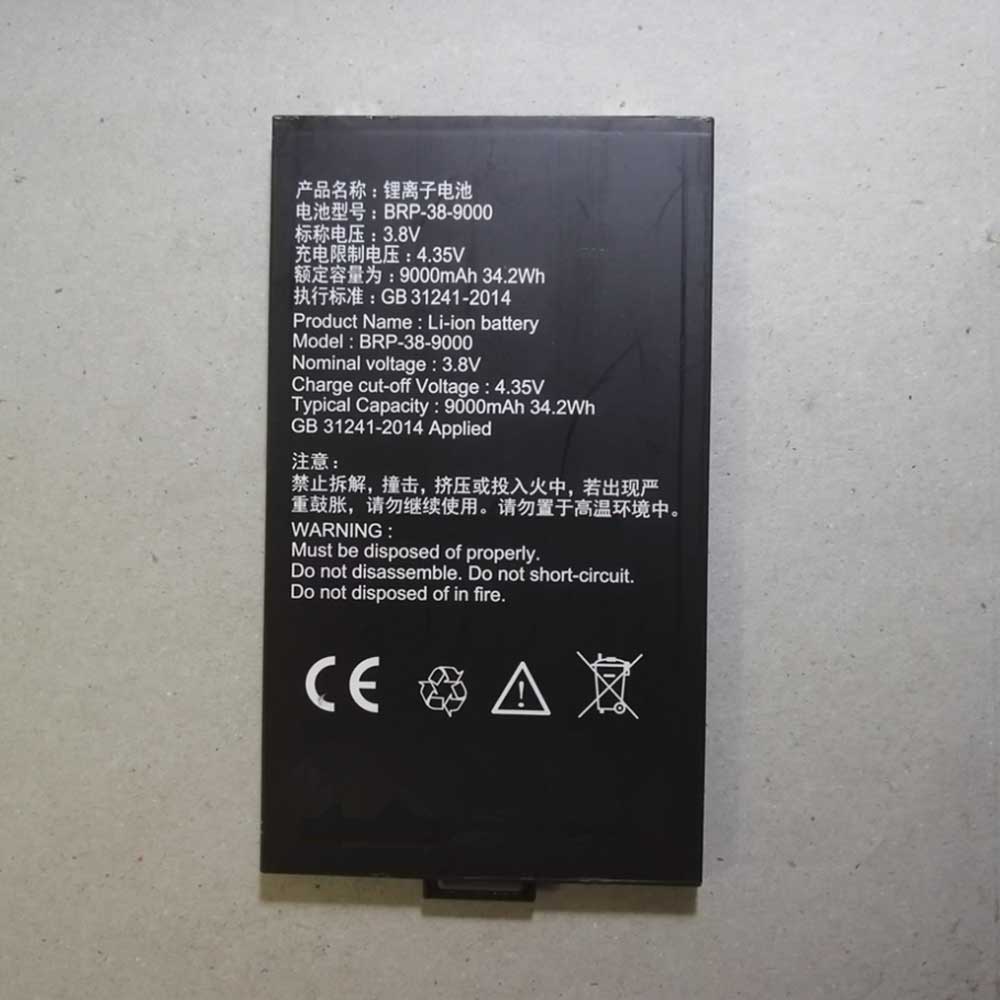 产品名称：锂离子电池
电池型号：BRP-38-9000
标称电压：3.8V
充电限制电压：4.35V
额定容量为：9000mAh 34.2Wh
执行标准：GB 31241-2014
Product Name : Li-ion battery
Model : BRP-38-9000
Nominal voltage : 3.8V
Charge cut-off Voltage : 4.35V
Typical Capacity : 9000mAh 34.2Wh
GB 31241-2014 Applied
注意：
禁止拆解，撞击，挤压或投入火中，若出现严
重鼓胀，请勿继续使用。请勿置于高温环境中。
WARNING :
Must be disposed of properly.
Do not disassemble. Do not short-circuit.
Do not disposed of in fire.
CE